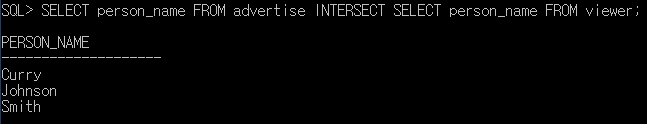 SQL> SELECT person_name FROM advertise INTERSECT SELECT person_name FROM viewer;
PERSON_NAME
--------------------
Curry
Johnson
Smith